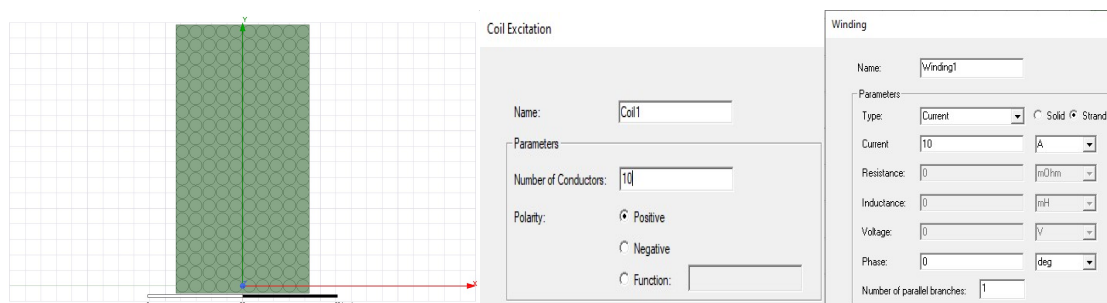 Y
X
Coil Excitation
Name: Coil1
Parameters
Number of Conductors: 10
Polarity: Positive
Negative
Function:
Winding
Name: Winding1
Parameters
Type: Current Solid Strand
Current 10 A
Resistance: 0 mOhm
Inductance: 0 mH
Voltage: 0 V
Phase: 0 deg
Number of parallel branches: 1